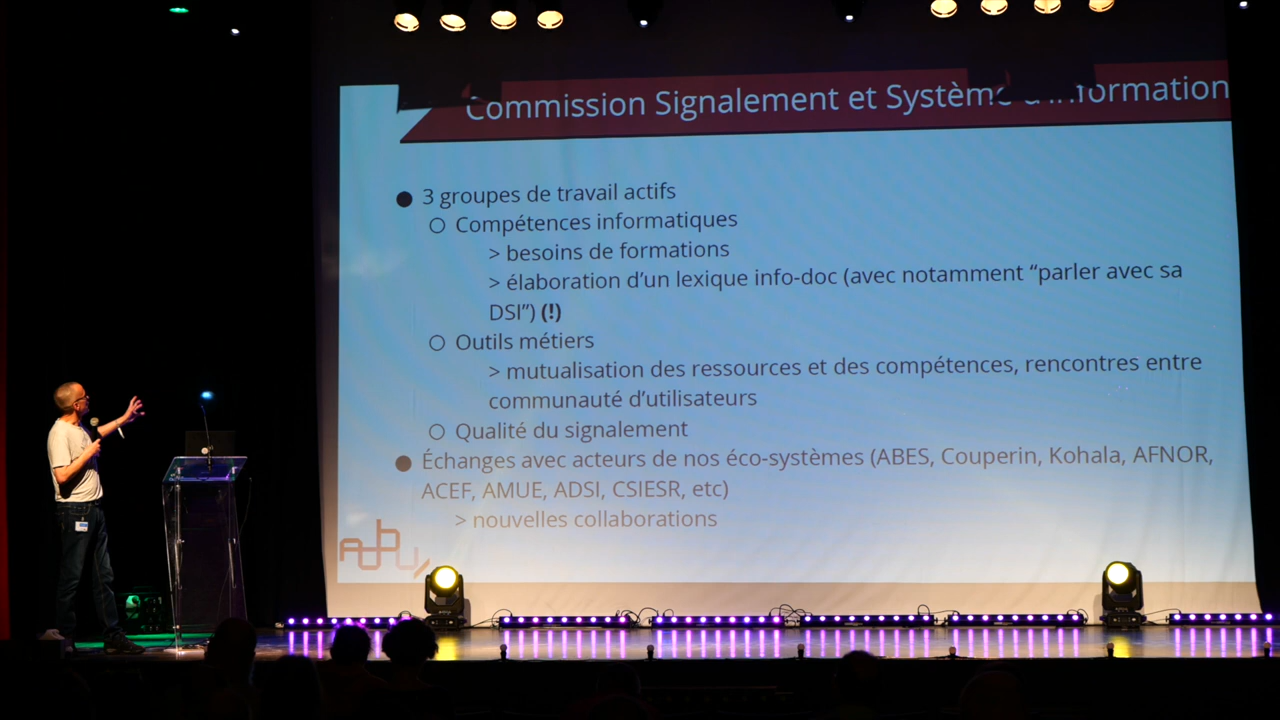 Commission Signalement et Système d'information
● 3 groupes de travail actifs
○ Compétences informatiques
> besoins de formations
> élaboration d'un lexique info-doc (avec notamment “parler avec sa
DSI”) (!)
○ Outils métiers
> mutualisation des ressources et des compétences, rencontres entre
communauté d'utilisateurs
○ Qualité du signalement
● Échanges avec acteurs de nos éco-systèmes (ABES, Couperin, Kohala, AFNOR,
ACEF, AMUE, ADSI, CSIESR, etc)
> nouvelles collaborations
ADBU